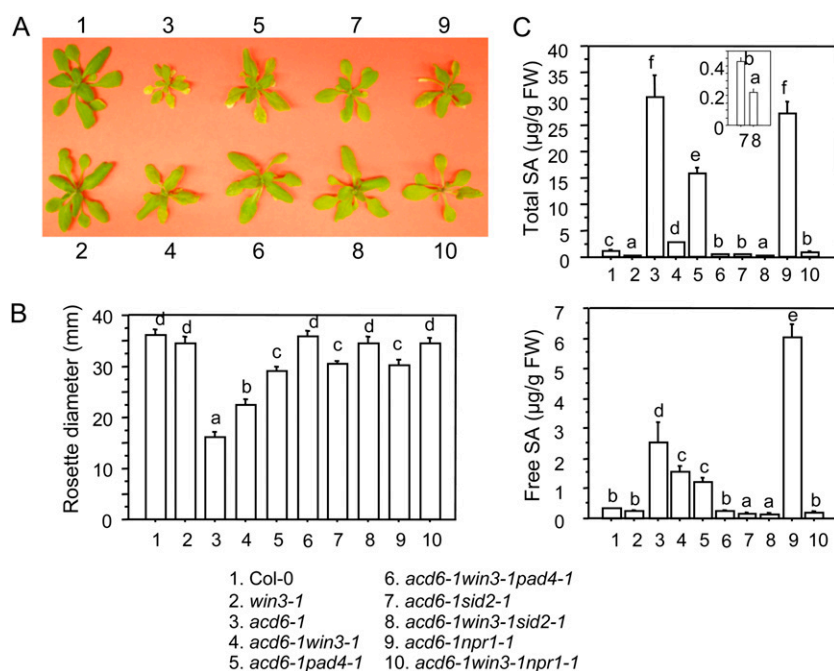 A
1 3 5 7 9
2 4 6 8 10
B
Rosette diameter (mm)
40
30
20
10
0
d d a b c d c d c d
1 2 3 4 5 6 7 8 9 10
C
Total SA (µg/g FW)
40
35
30
25
20
15
10
5
0
c a f d e b b a f b
1 2 3 4 5 6 7 8 9 10
0.4
0.2
0
b a
7 8
Free SA (µg/g FW)
7
6
5
4
3
2
1
0
b b d c c b a a e b
1 2 3 4 5 6 7 8 9 10
1. Col-0
2. win3-1
3. acd6-1
4. acd6-1win3-1
5. acd6-1pad4-1
6. acd6-1win3-1pad4-1
7. acd6-1sid2-1
8. acd6-1win3-1sid2-1
9. acd6-1npr1-1
10. acd6-1win3-1npr1-1